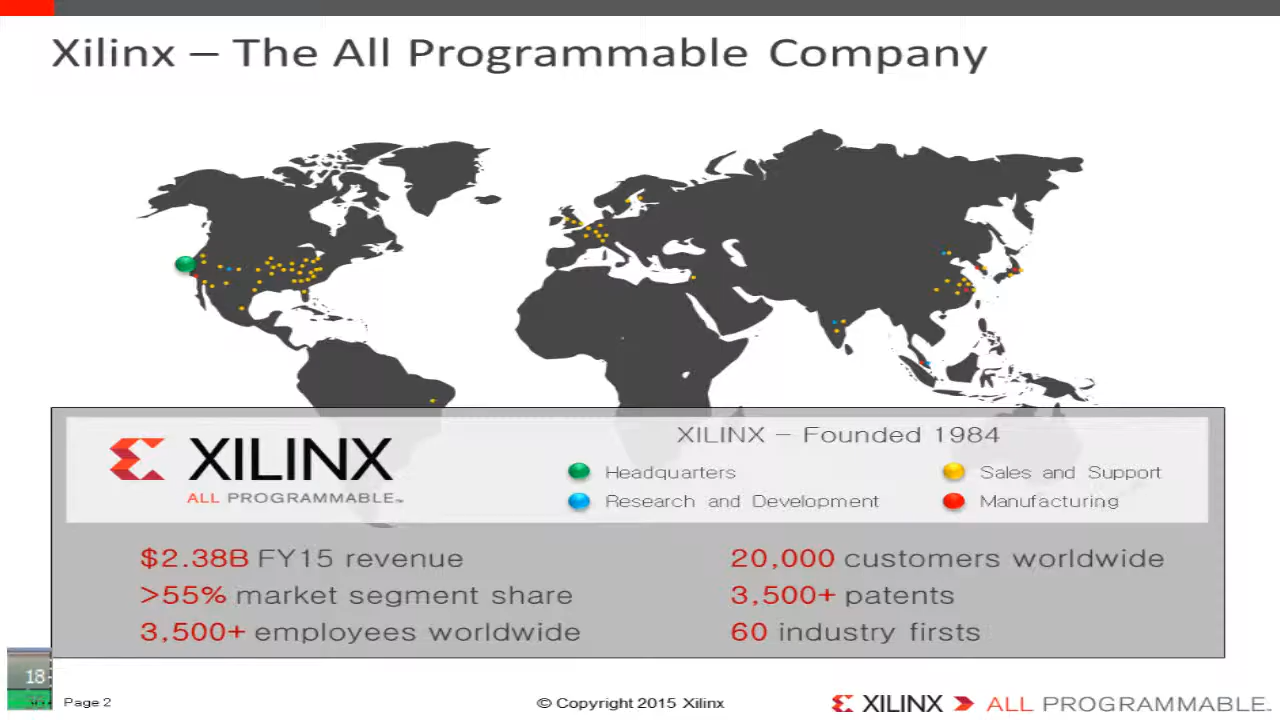 Xilinx – The All Programmable Company
XILINX
ALL PROGRAMMABLE™
XILINX – Founded 1984
Headquarters
Sales and Support
Research and Development
Manufacturing
$2.38B FY15 revenue
20,000 customers worldwide
>55% market segment share
3,500+ patents
3,500+ employees worldwide
60 industry firsts
18
Page 2
© Copyright 2015 Xilinx
XILINX ALL PROGRAMMABLE™